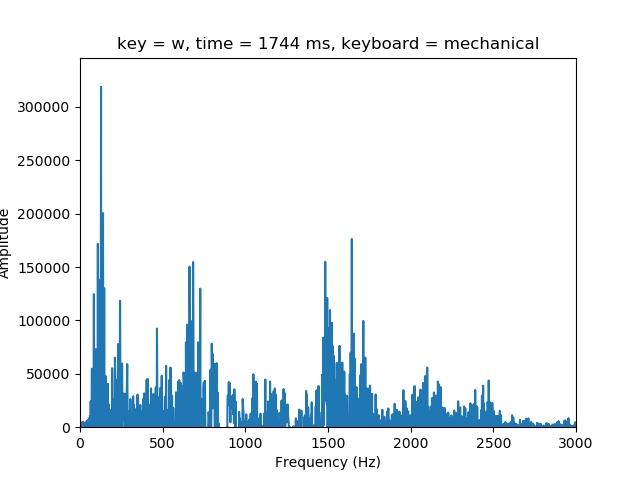 key = w, time = 1744 ms, keyboard = mechanical
300000
250000
200000
150000
100000
50000
0
Amplitude
0 500 1000 1500 2000 2500 3000
Frequency (Hz)